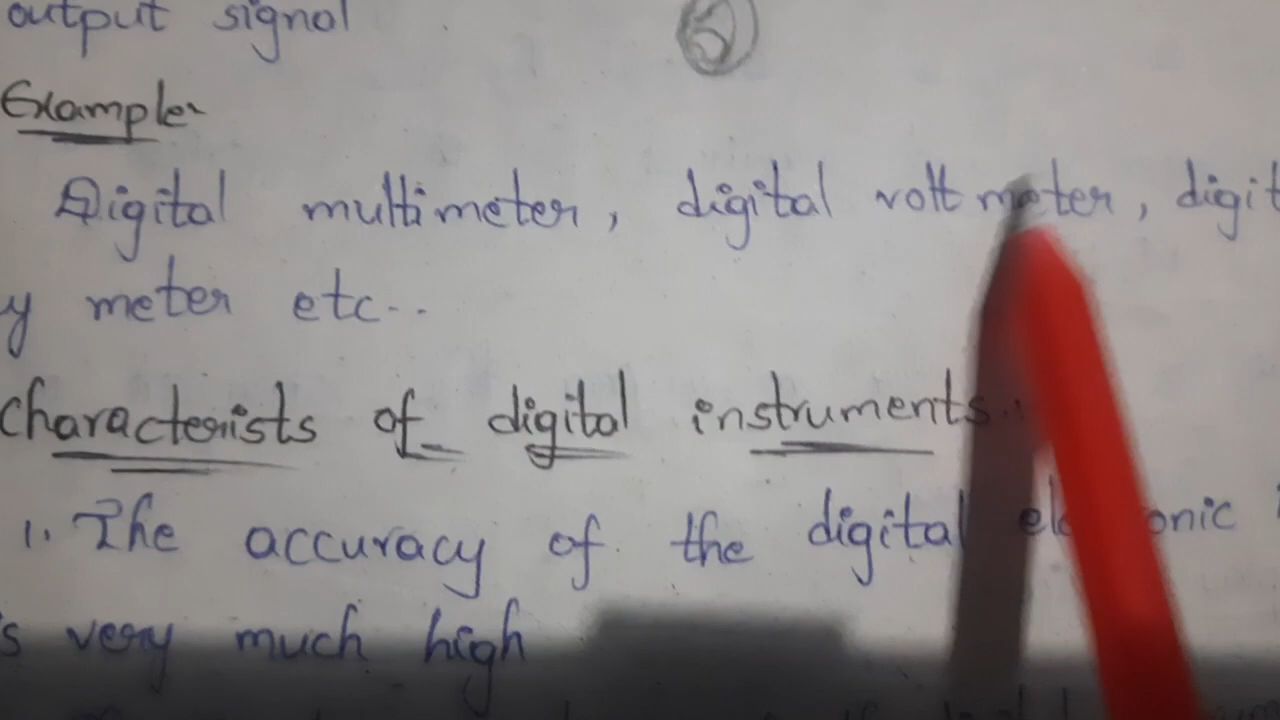 output signal
5
Example:
Digital multimeter, digital volt meter, digit
y meter etc..
Characterists of digital instruments:
1. The accuracy of the digital
s very much high